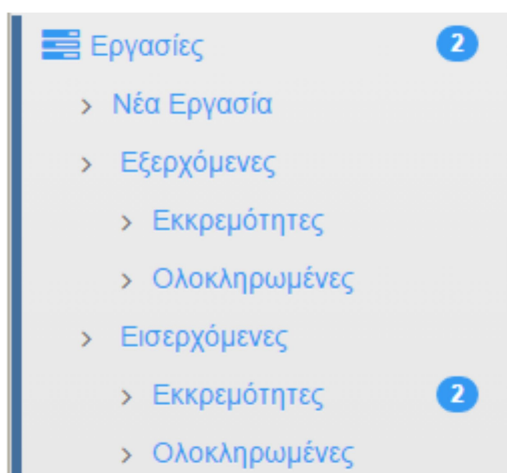 Εργασίες 2
Νέα Εργασία
Εξερχόμενες
Εκκρεμότητες
Ολοκληρωμένες
Εισερχόμενες
Εκκρεμότητες 2
Ολοκληρωμένες